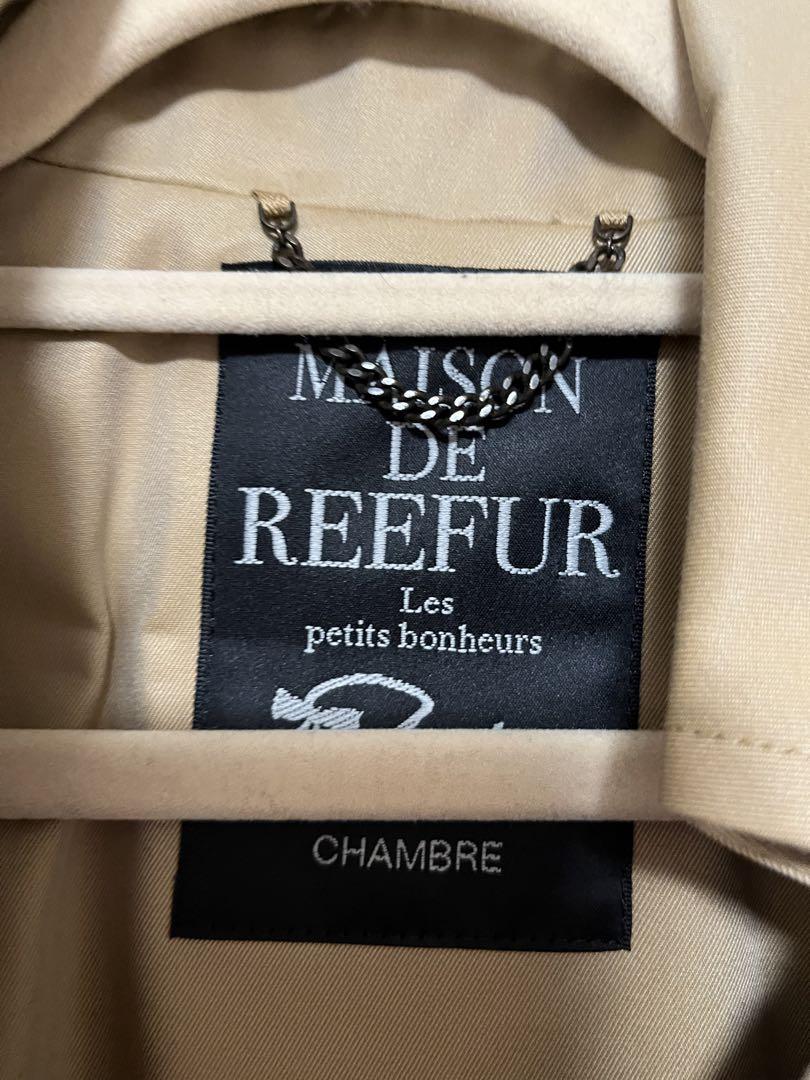 MAISON
DE
REEFUR
Les
petits bonheurs
CHAMBRE